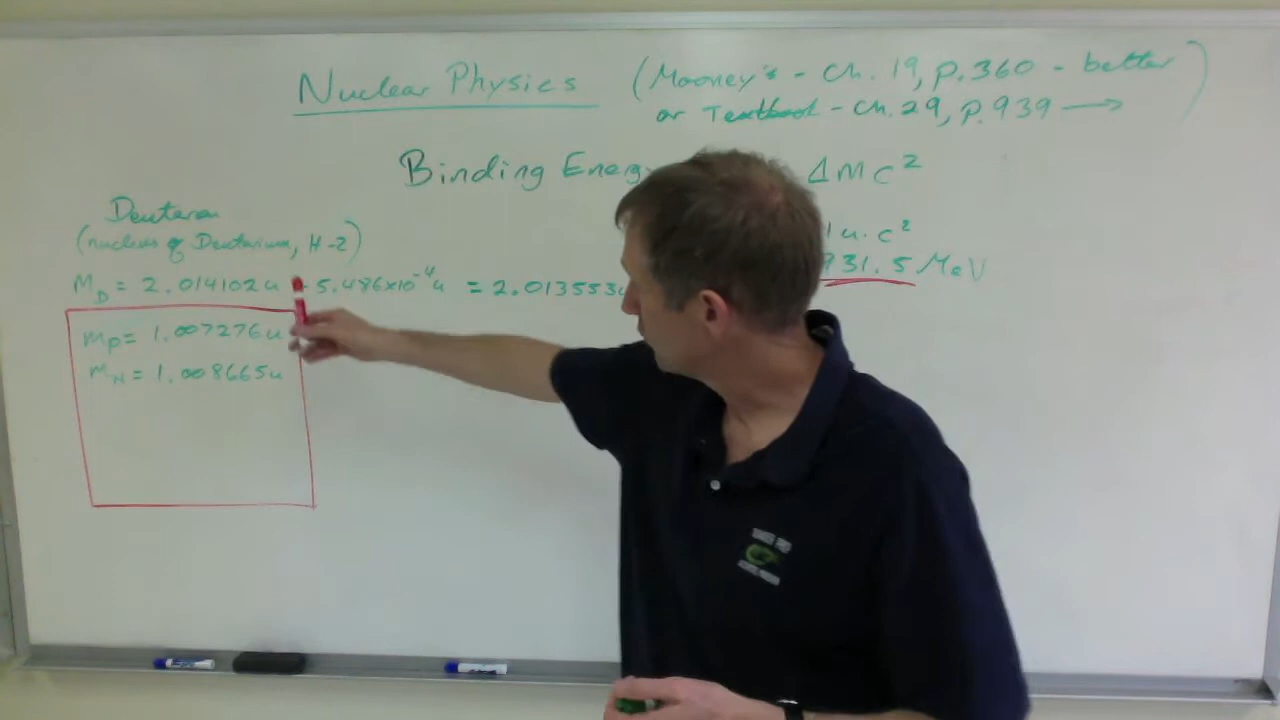 Nuclear Physics (Mooney's - Ch. 19, p. 360 - better
or Textbook - Ch. 29, p. 939 →)
Binding Energy ΔMc²
1u·c²
931.5 MeV
Deuteron
(nucleus of Deuterium, H-2)
M_D = 2.014102u - 5.486x10⁻⁴u = 2.013553u
m_P = 1.007276u
m_N = 1.008665u